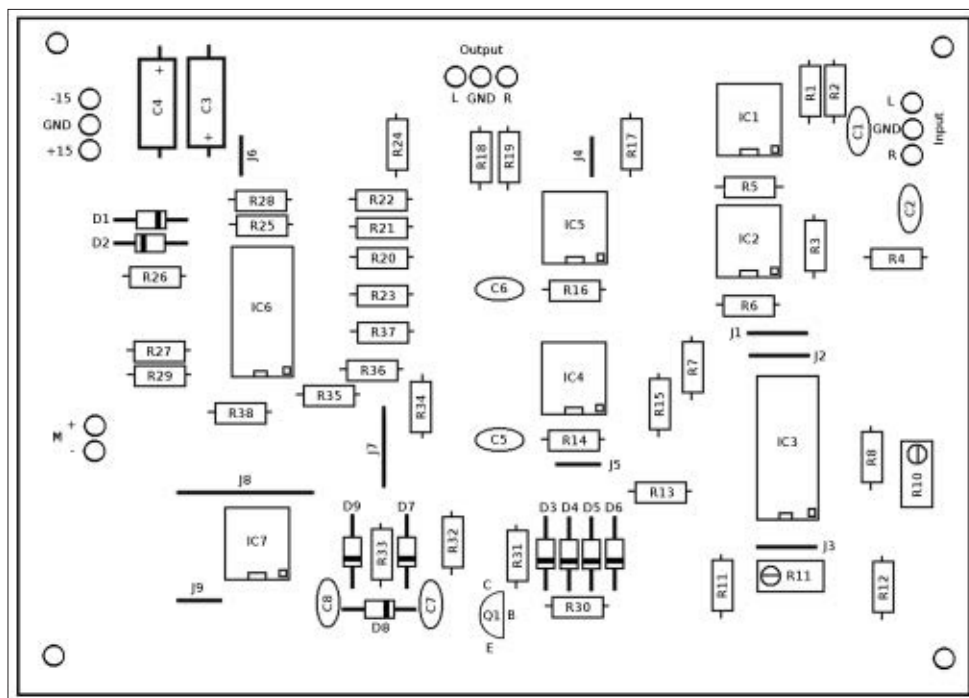 Output
L GND R
-15
GND
+15
C4
+
C3
+
J6
R24
R18
R19
J4
R17
IC1
R1
R2
C1
L
GND
R
Input
D1
D2
R28
R25
R26
R22
R21
R20
R23
R37
R36
R35
R34
IC6
IC5
C6
R16
R5
IC2
R3
C2
R4
R6
J1
J2
R27
R29
R38
M
+
-
J7
J8
IC4
C5
R14
J5
R15
R7
R13
IC3
R8
R10
IC7
J9
D9
D7
R33
R32
C8
D8
C7
R31
D3 D4 D5 D6
R30
C
Q1
B
E
J3
R11
R11
R12